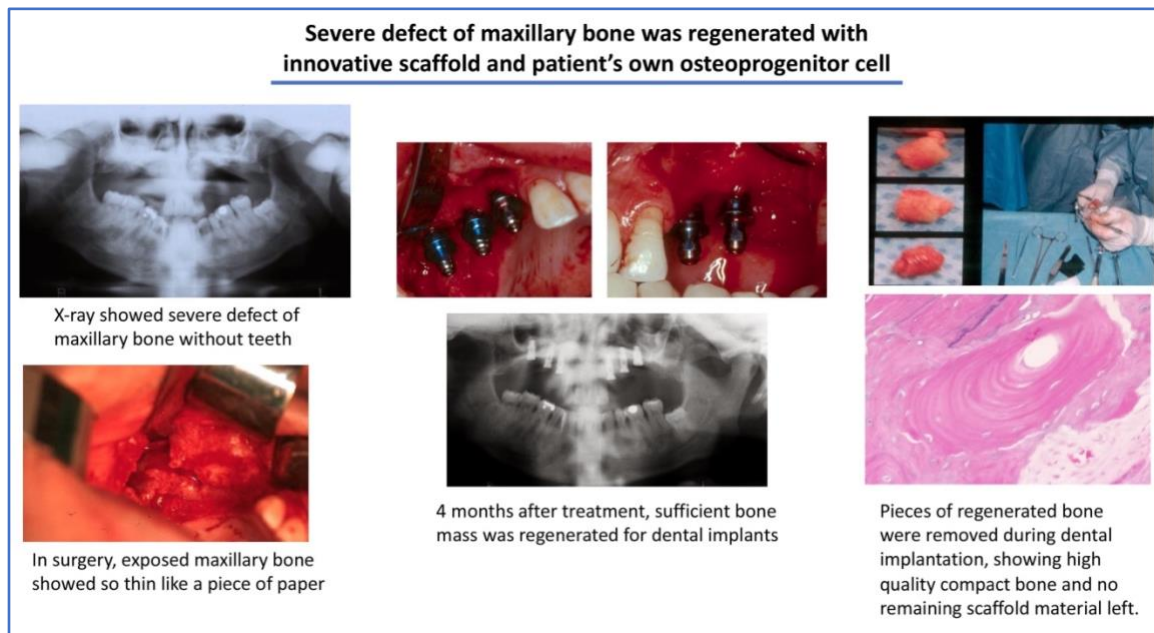 Severe defect of maxillary bone was regenerated with
innovative scaffold and patient's own osteoprogenitor cell
X-ray showed severe defect of
maxillary bone without teeth
In surgery, exposed maxillary bone
showed so thin like a piece of paper
4 months after treatment, sufficient bone
mass was regenerated for dental implants
Pieces of regenerated bone
were removed during dental
implantation, showing high
quality compact bone and no
remaining scaffold material left.